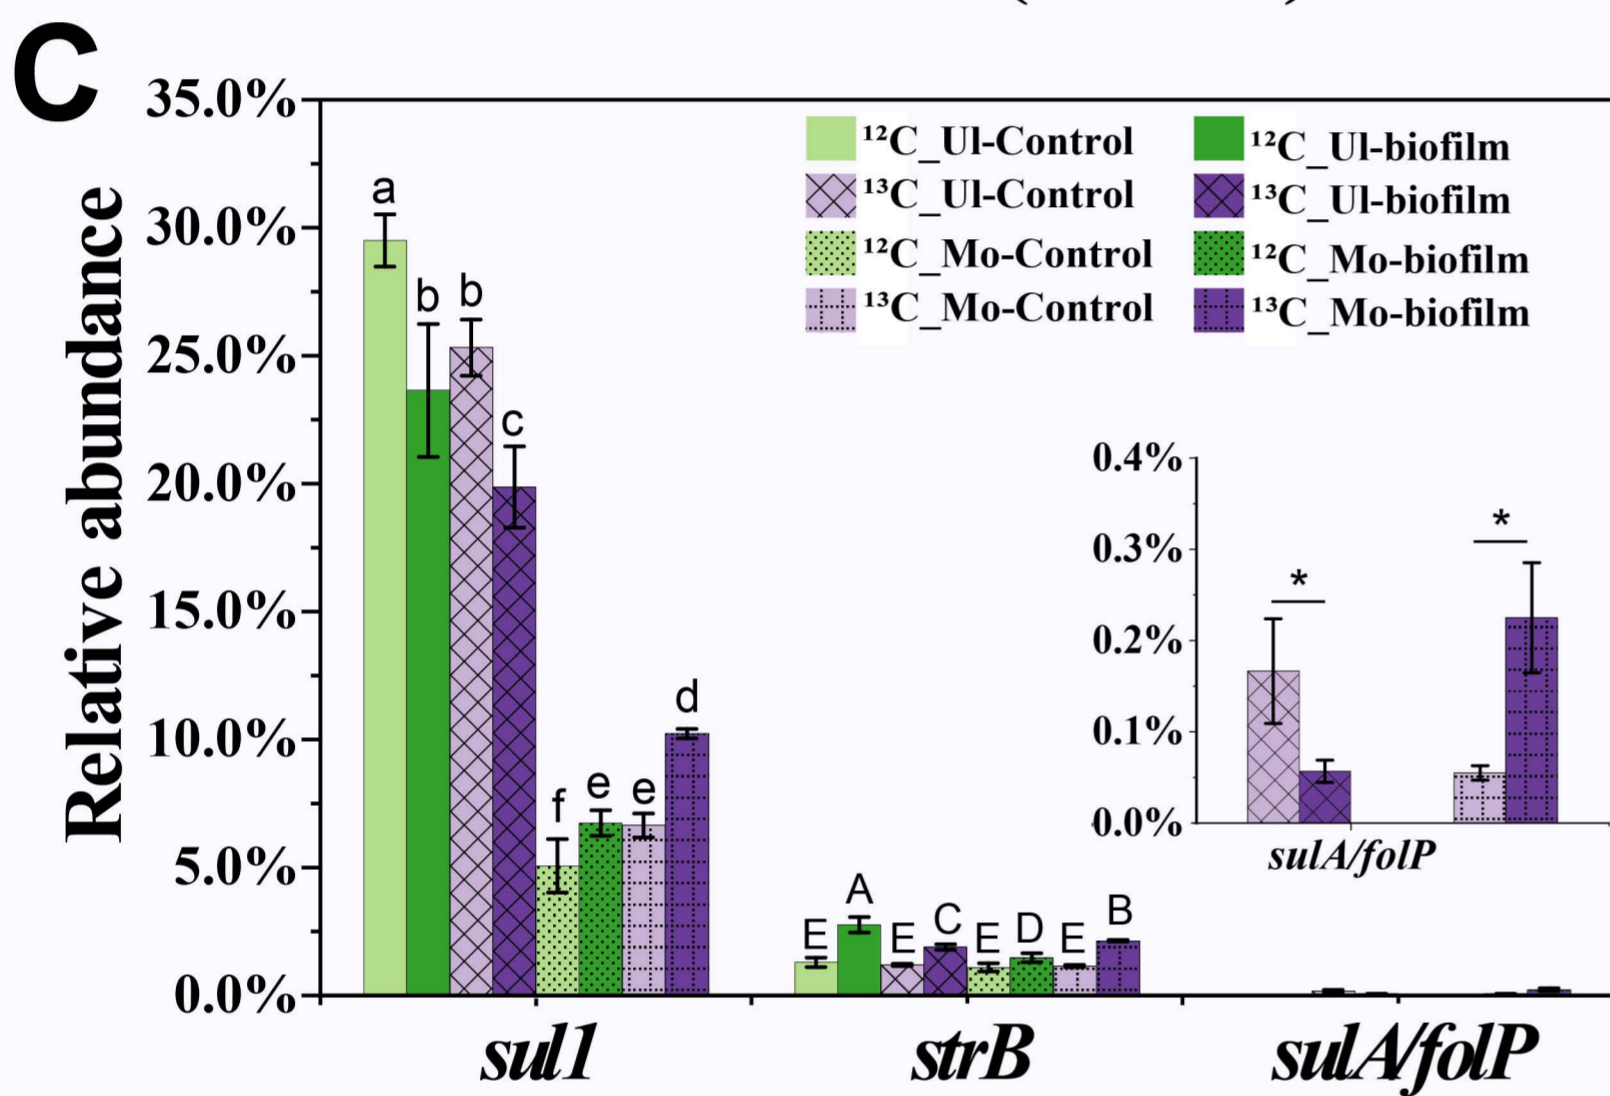 C
Relative abundance
35.0%
30.0%
25.0%
20.0%
15.0%
10.0%
5.0%
0.0%
¹²C_Ul-Control
¹³C_Ul-Control
¹²C_Mo-Control
¹³C_Mo-Control
¹²C_Ul-biofilm
¹³C_Ul-biofilm
¹²C_Mo-biofilm
¹³C_Mo-biofilm
a
b b
c
f e e d
E A E C E D E B
0.4%
0.3%
0.2%
0.1%
0.0%
* *
sulA/folP
sul1 strB sulA/folP